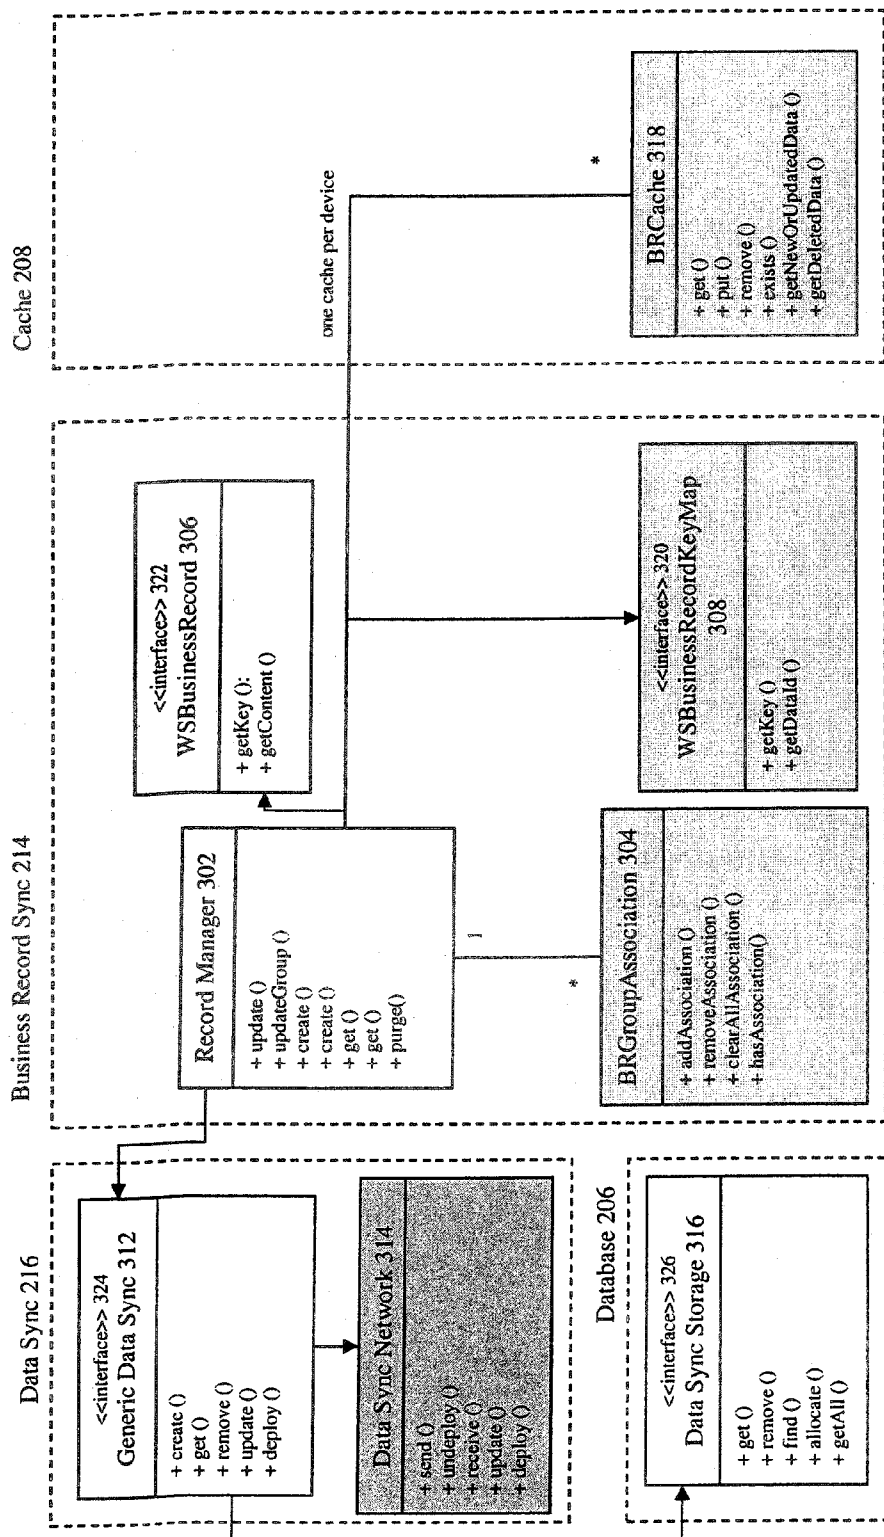 Data Sync 216
<<interface>> 324
Generic Data Sync 312
+ create ()
+ get ()
+ remove ()
+ update ()
+ deploy ()
Data Sync Network 314
+ send ()
+ undeploy ()
+ receive ()
+ update ()
+ deploy ()
Database 206
<<interface>> 326
Data Sync Storage 316
+ get ()
+ remove ()
+ find ()
+ allocate ()
+ getAll ()
Business Record Sync 214
Record Manager 302
+ update ()
+ updateGroup ()
+ create ()
+ create ()
+ get ()
+ get ()
+ purge()
<<interface>> 322
WSBusinessRecord 306
+ getKey ():
+ getContent ()
1
*
BRGroupAssociation 304
+ addAssociation ()
+ removeAssociation ()
+ clearAllAssociation ()
+ hasAssociation()
<<interface>> 320
WSBusinessRecordKeyMap
308
+ getKey ()
+ getDataId ()
Cache 208
one cache per device
*
BRCache 318
+ get ()
+ put ()
+ remove ()
+ exists ()
+ getNewOrUpdatedData ()
+ getDeletedData ()